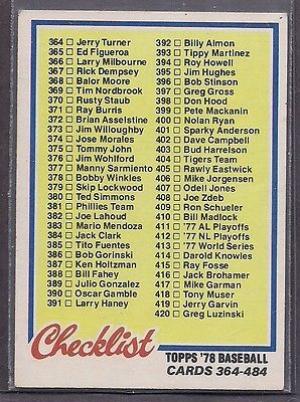 364 □ Jerry Turner
365 □ Ed Figueroa
366 □ Larry Milbourne
367 □ Rick Dempsey
368 □ Balor Moore
369 □ Tim Nordbrook
370 □ Rusty Staub
371 □ Ray Burris
372 □ Brian Asselstine
373 □ Jim Willoughby
374 □ Jose Morales
375 □ Tommy John
376 □ Jim Wohlford
377 □ Manny Sarmiento
378 □ Bobby Winkles
379 □ Skip Lockwood
380 □ Ted Simmons
381 □ Phillies Team
382 □ Joe Lahoud
383 □ Mario Mendoza
384 □ Jack Clark
385 □ Tito Fuentes
386 □ Bob Gorinski
387 □ Ken Holtzman
388 □ Bill Fahey
389 □ Julio Gonzalez
390 □ Oscar Gamble
391 □ Larry Haney
392 □ Billy Almon
393 □ Tippy Martinez
394 □ Roy Howell
395 □ Jim Hughes
396 □ Bob Stinson
397 □ Greg Gross
398 □ Don Hood
399 □ Pete Mackanin
400 □ Nolan Ryan
401 □ Sparky Anderson
402 □ Dave Campbell
403 □ Bud Harrelson
404 □ Tigers Team
405 □ Rawly Eastwick
406 □ Mike Jorgensen
407 □ Odell Jones
408 □ Joe Zdeb
409 □ Ron Schueler
410 □ Bill Madlock
411 □ '77 AL Playoffs
412 □ '77 NL Playoffs
413 □ '77 World Series
414 □ Darold Knowles
415 □ Ray Fosse
416 □ Jack Brohamer
417 □ Mike Garman
418 □ Tony Muser
419 □ Jerry Garvin
420 □ Greg Luzinski
Checklist
TOPPS '78 BASEBALL
CARDS 364-484